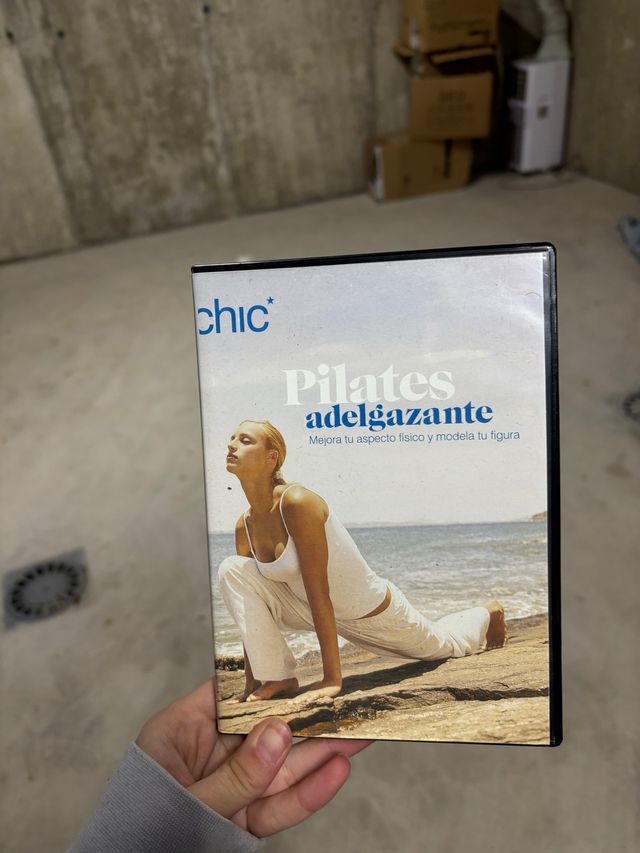 chic*
Pilates
adelgazante
Mejora tu aspecto físico y modela tu figura